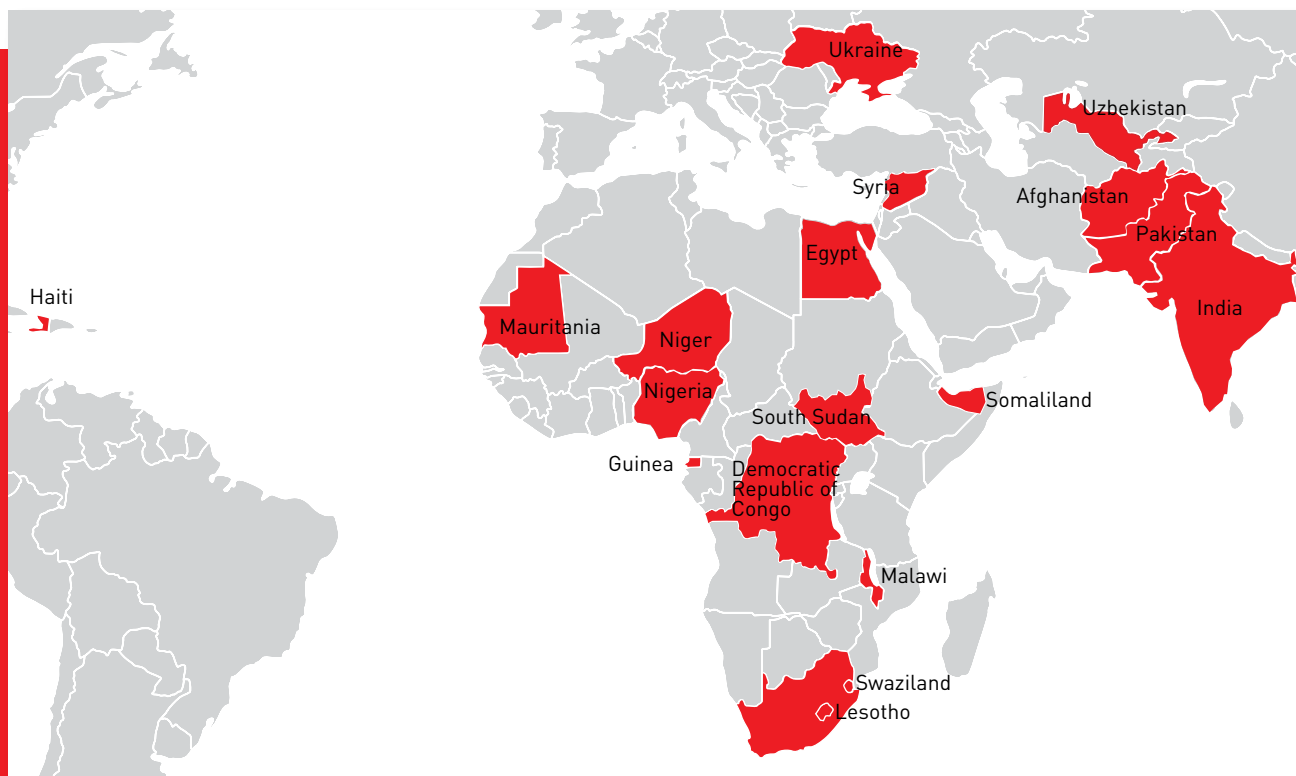 Ukraine
Uzbekistan
Syria
Afghanistan
Pakistan
Egypt
Haiti
India
Mauritania
Niger
Nigeria
Somaliland
South Sudan
Guinea
Democratic
Republic of
Congo
Malawi
Swaziland
Lesotho